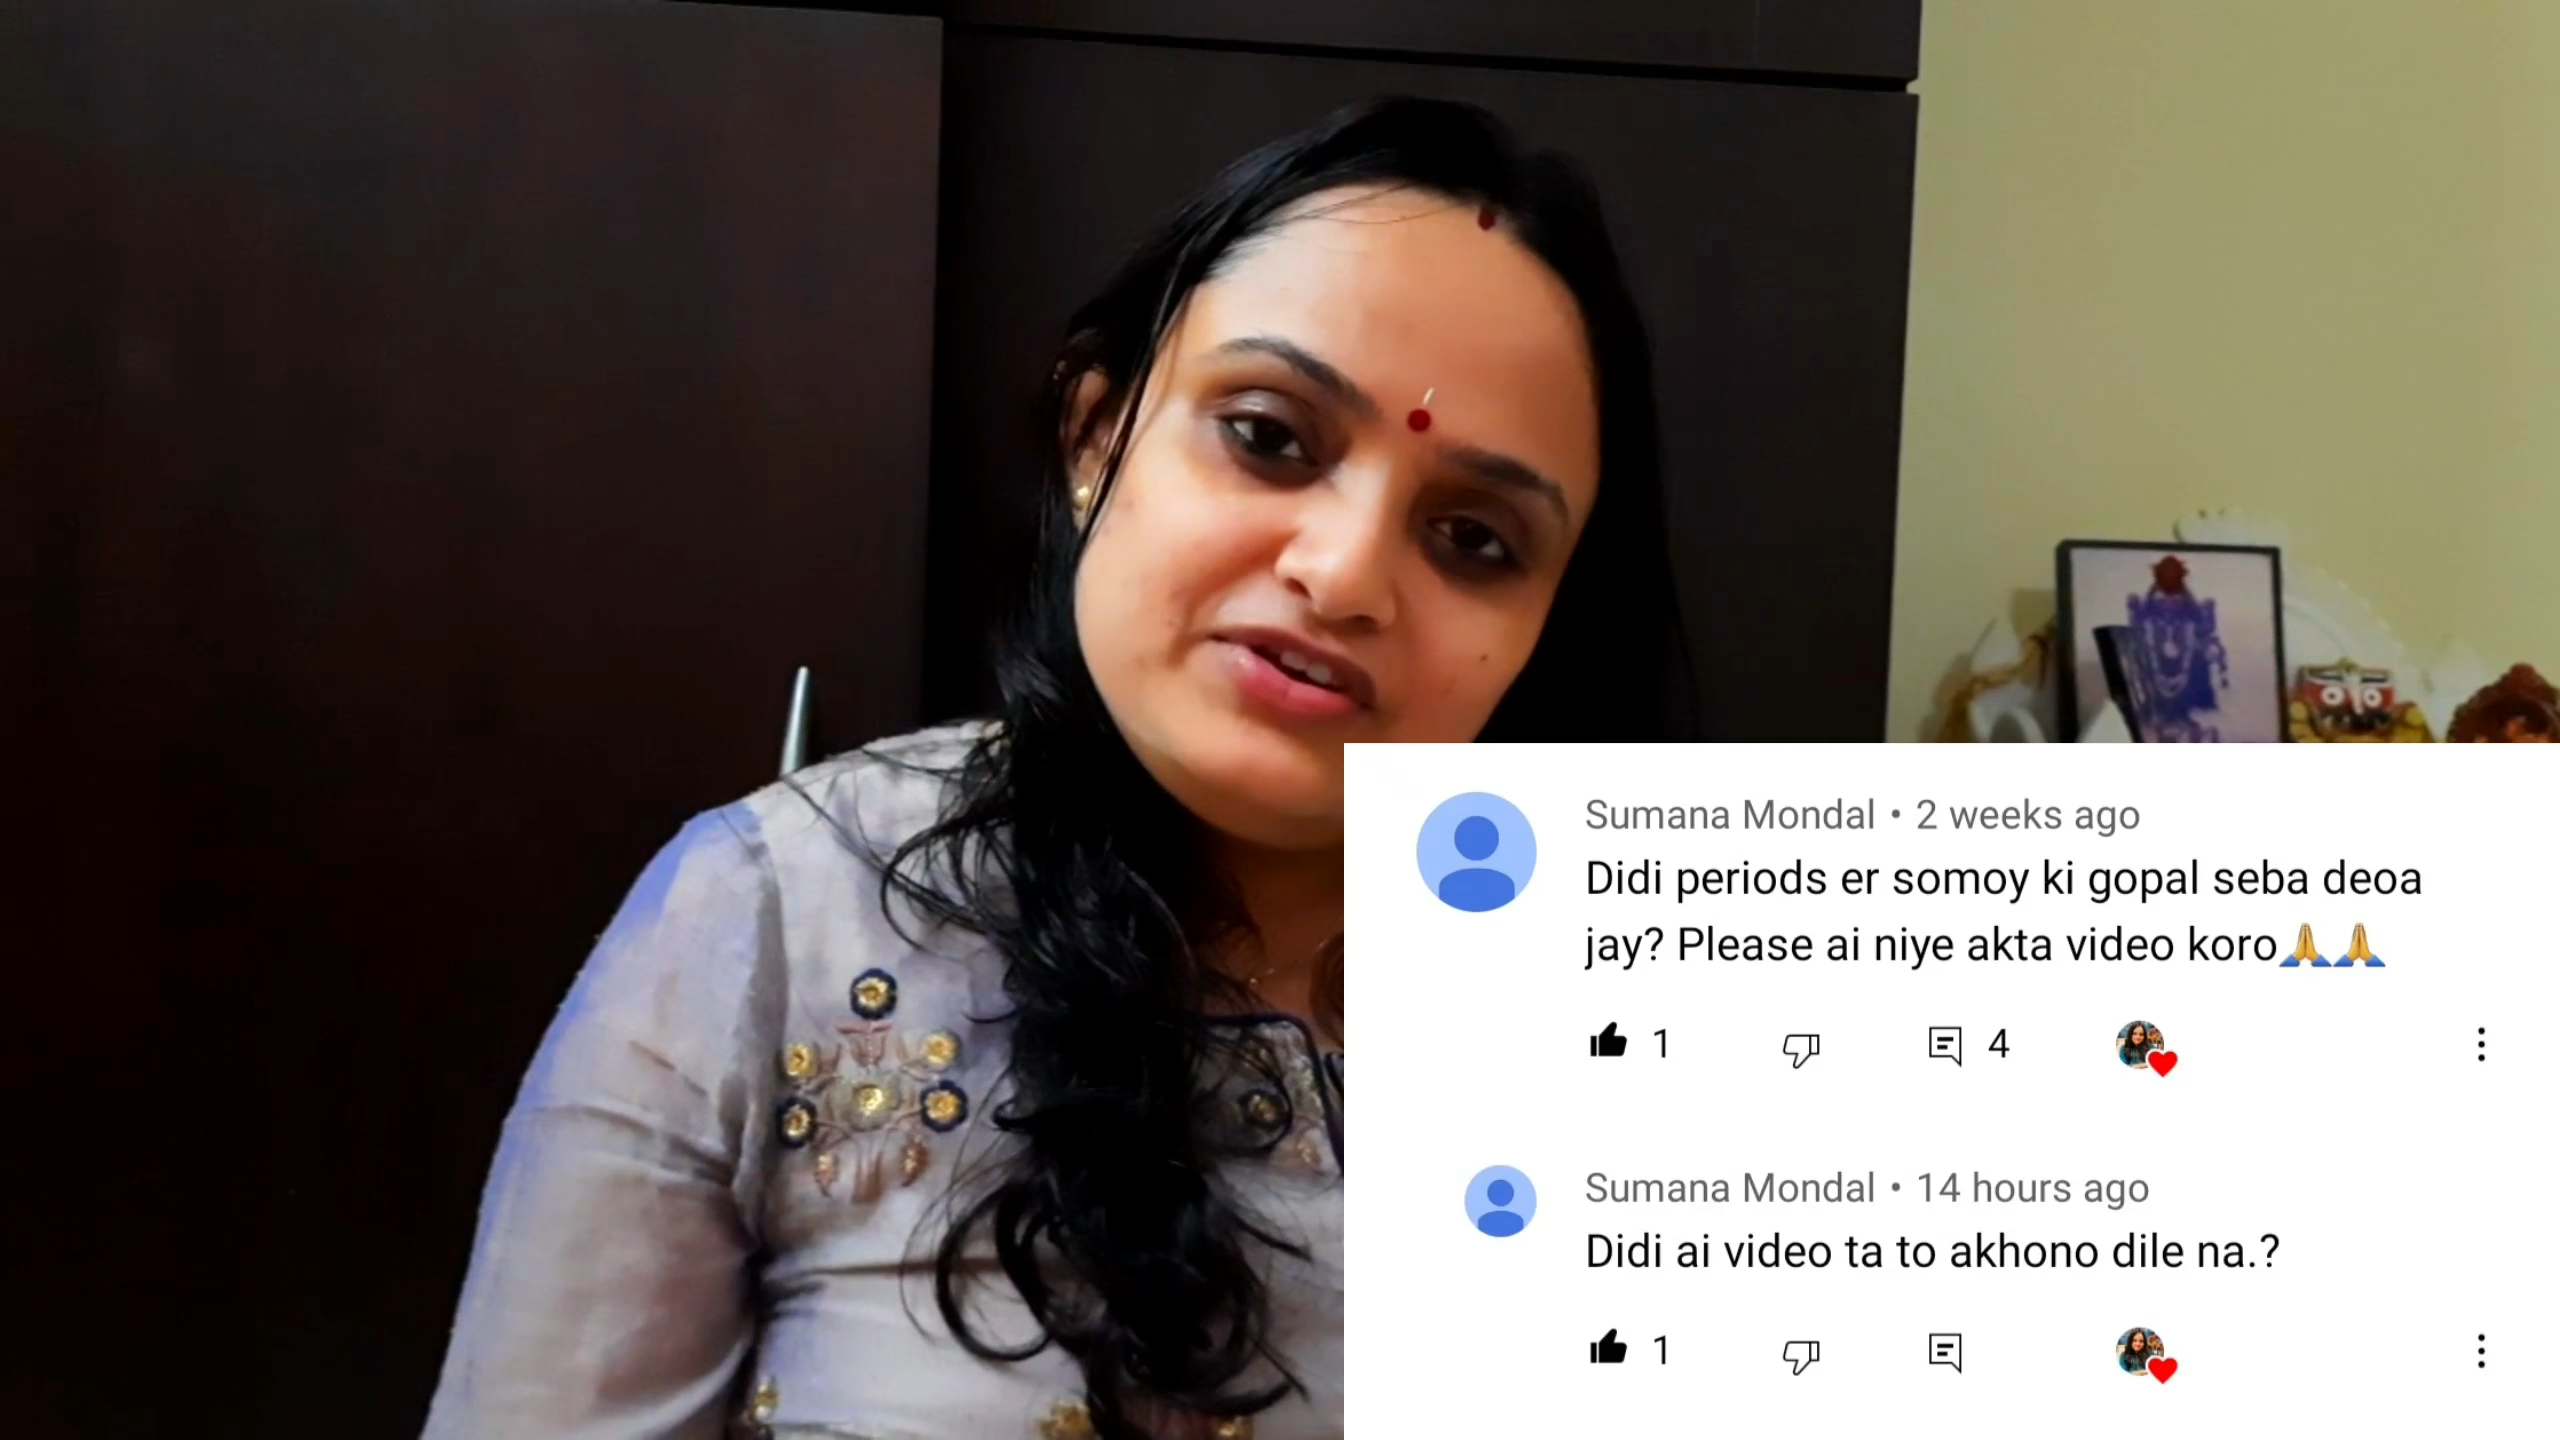 Sumana Mondal • 2 weeks ago
Didi periods er somoy ki gopal seba deoa
jay? Please ai niye akta video koro🙏🙏
1 4
Sumana Mondal • 14 hours ago
Didi ai video ta to akhono dile na.?
1